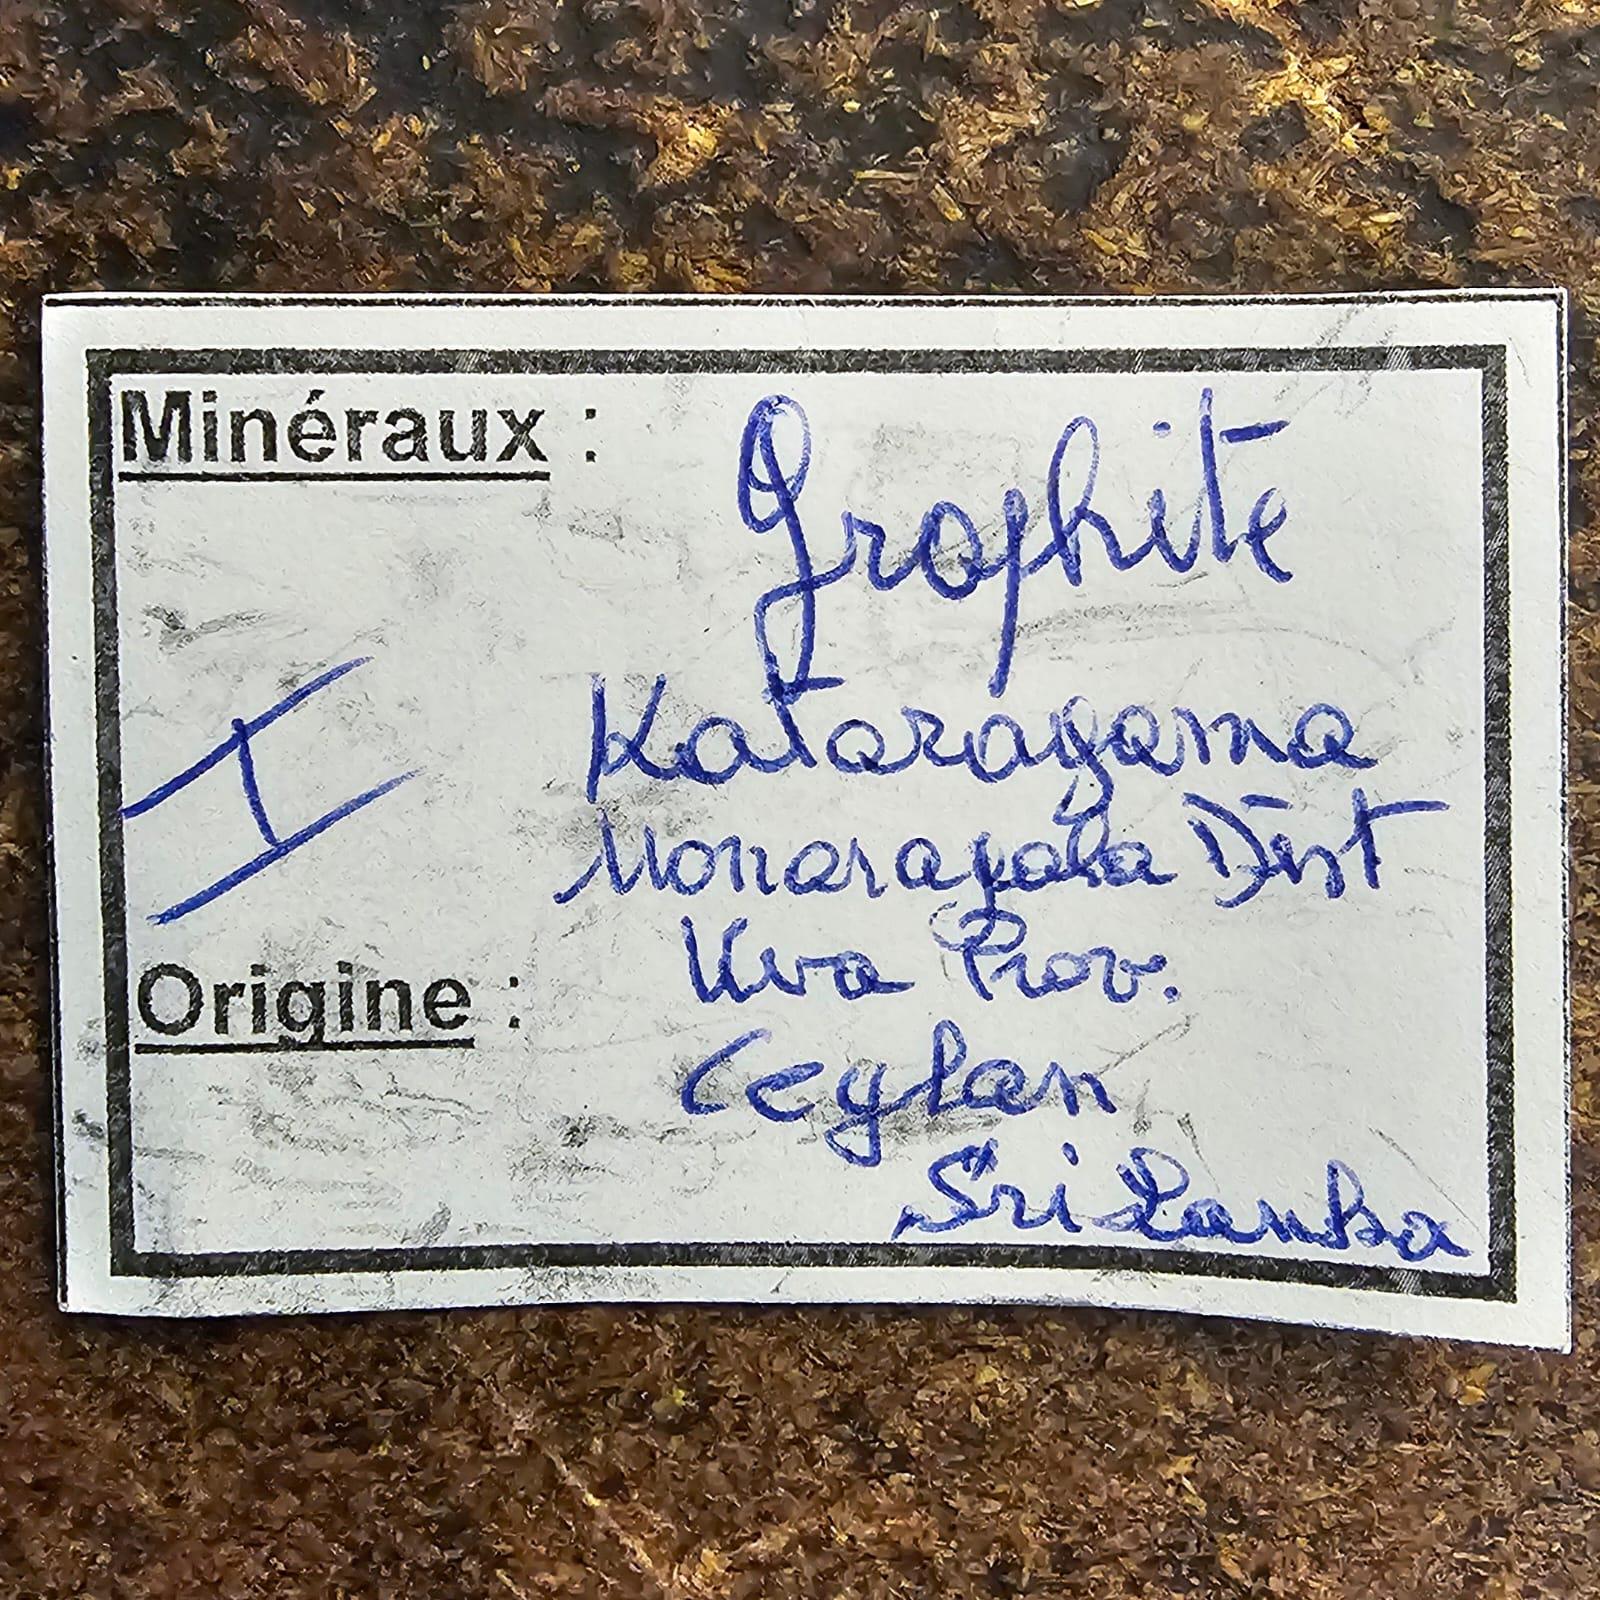 Minéraux : Graphite
Kataragama
I
Monaragala Dist
Uva Prov.
Origine :
Ceylan
Sri Lanka